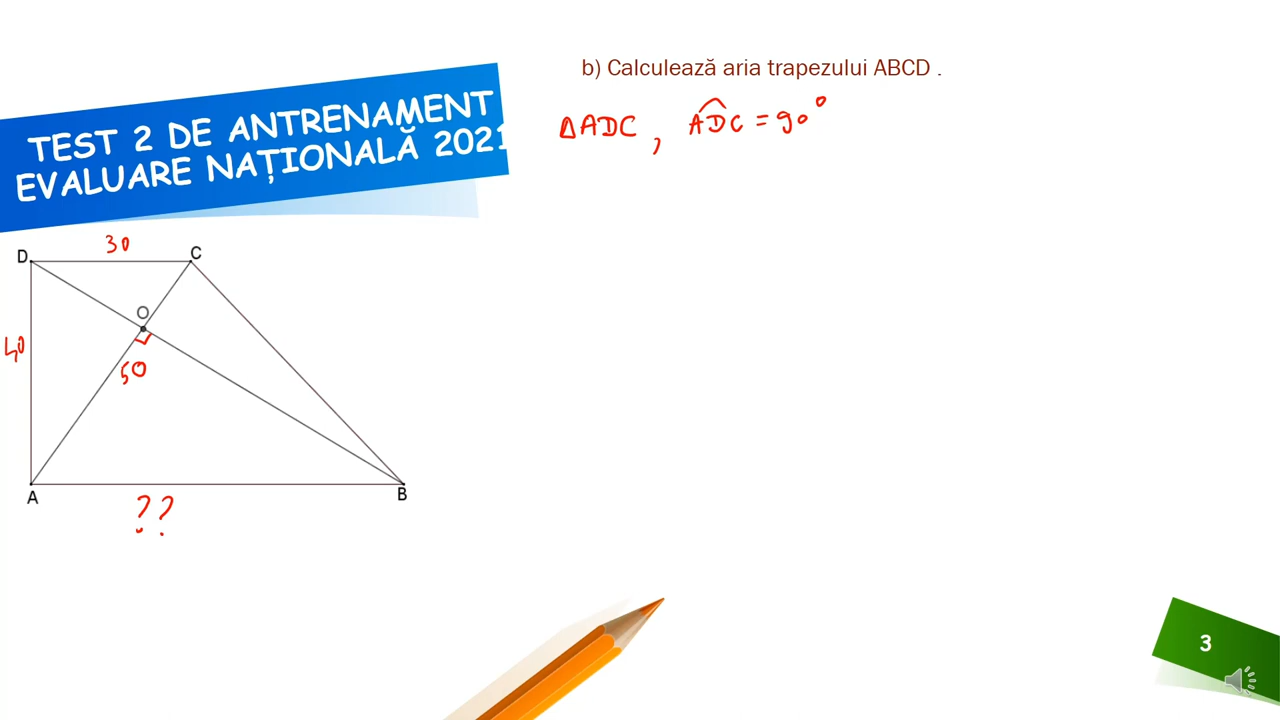 b) Calculează aria trapezului ABCD .
ΔADC , ADC = 90°
TEST 2 DE ANTRENAMENT
EVALUARE NAȚIONALĂ 2021
30
D C
O
40
50
A B
??
3